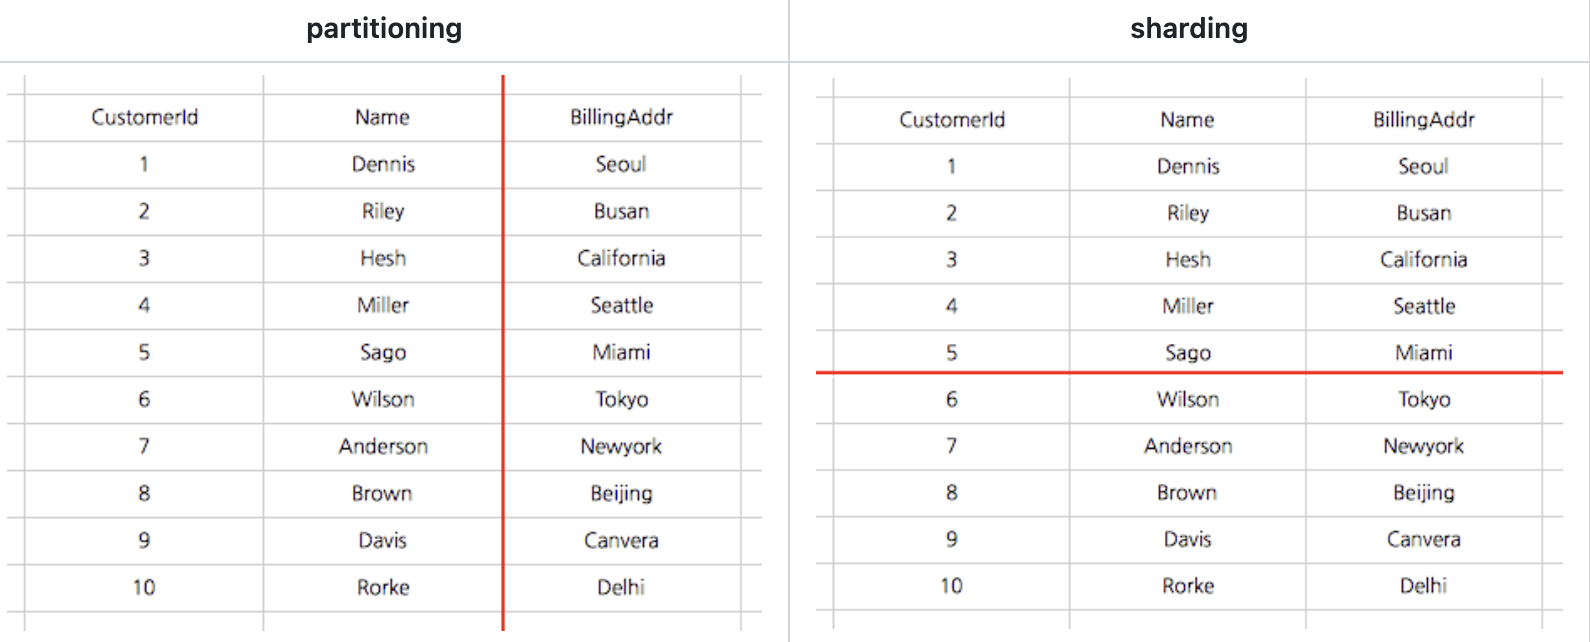 partitioning
CustomerId Name BillingAddr
1 Dennis Seoul
2 Riley Busan
3 Hesh California
4 Miller Seattle
5 Sago Miami
6 Wilson Tokyo
7 Anderson Newyork
8 Brown Beijing
9 Davis Canvera
10 Rorke Delhi
sharding
CustomerId Name BillingAddr
1 Dennis Seoul
2 Riley Busan
3 Hesh California
4 Miller Seattle
5 Sago Miami
6 Wilson Tokyo
7 Anderson Newyork
8 Brown Beijing
9 Davis Canvera
10 Rorke Delhi